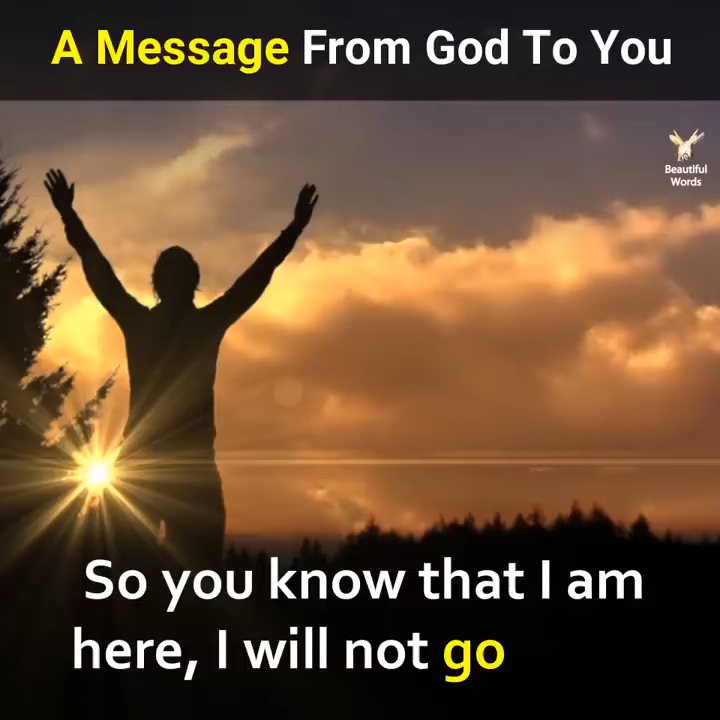 A Message From God To You
Beautiful
Words
So you know that I am
here, I will not go